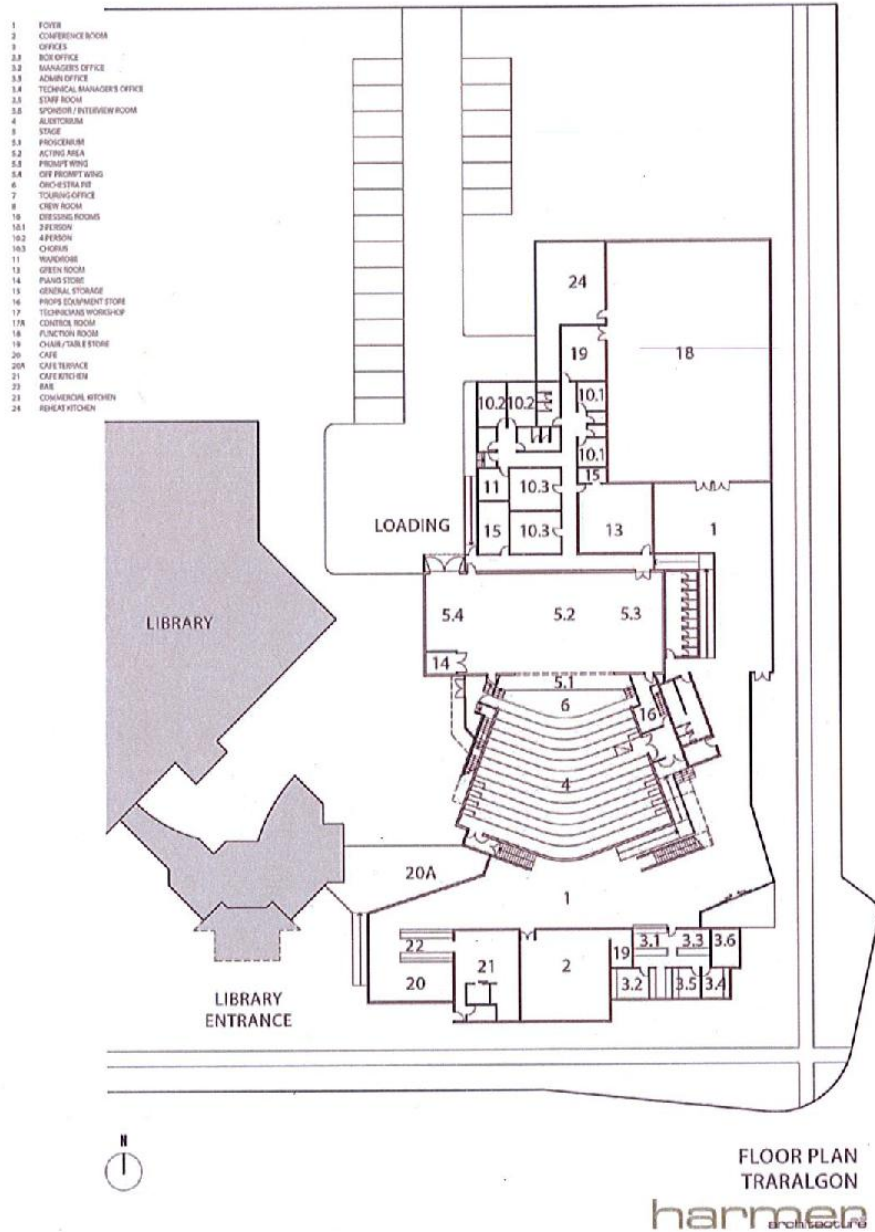 1 FOYER
2 CONFERENCE ROOM
3 OFFICES
3.1 BOX OFFICE
3.2 MANAGER'S OFFICE
3.3 ADMIN OFFICE
3.4 TECHNICAL MANAGER'S OFFICE
3.5 STAFF ROOM
3.6 SPONSOR / INTERVIEW ROOM
4 AUDITORIUM
5 STAGE
5.1 PROSCENIUM
5.2 ACTING AREA
5.3 PROMPT WING
5.4 OFF PROMPT WING
6 ORCHESTRA PIT
7 TOURING OFFICE
8 CREW ROOM
10 DRESSING ROOMS
10.1 2 PERSON
10.2 4 PERSON
10.3 CHORUS
11 WARDROBE
13 GREEN ROOM
14 PIANO STORE
15 GENERAL STORAGE
16 PROPS EQUIPMENT STORE
17 TECHNICIANS WORKSHOP
17A CONTROL ROOM
18 FUNCTION ROOM
19 CHAIR / TABLE STORE
20 CAFE
20A CAFE TERRACE
21 CAFE KITCHEN
22 BAR
23 COMMERCIAL KITCHEN
24 REHEAT KITCHEN
24
19
18
10.2 10.2 10.1
10.1
15
11 10.3
LOADING
15 10.3 13 1
LIBRARY
5.4 5.2 5.3
14
5.1
6
16
4
20A
1
22
20
21
2
19
3.1 3.3 3.6
3.2 3.5 3.4
LIBRARY
ENTRANCE
N
FLOOR PLAN
TRARALGON
harmer
architecture